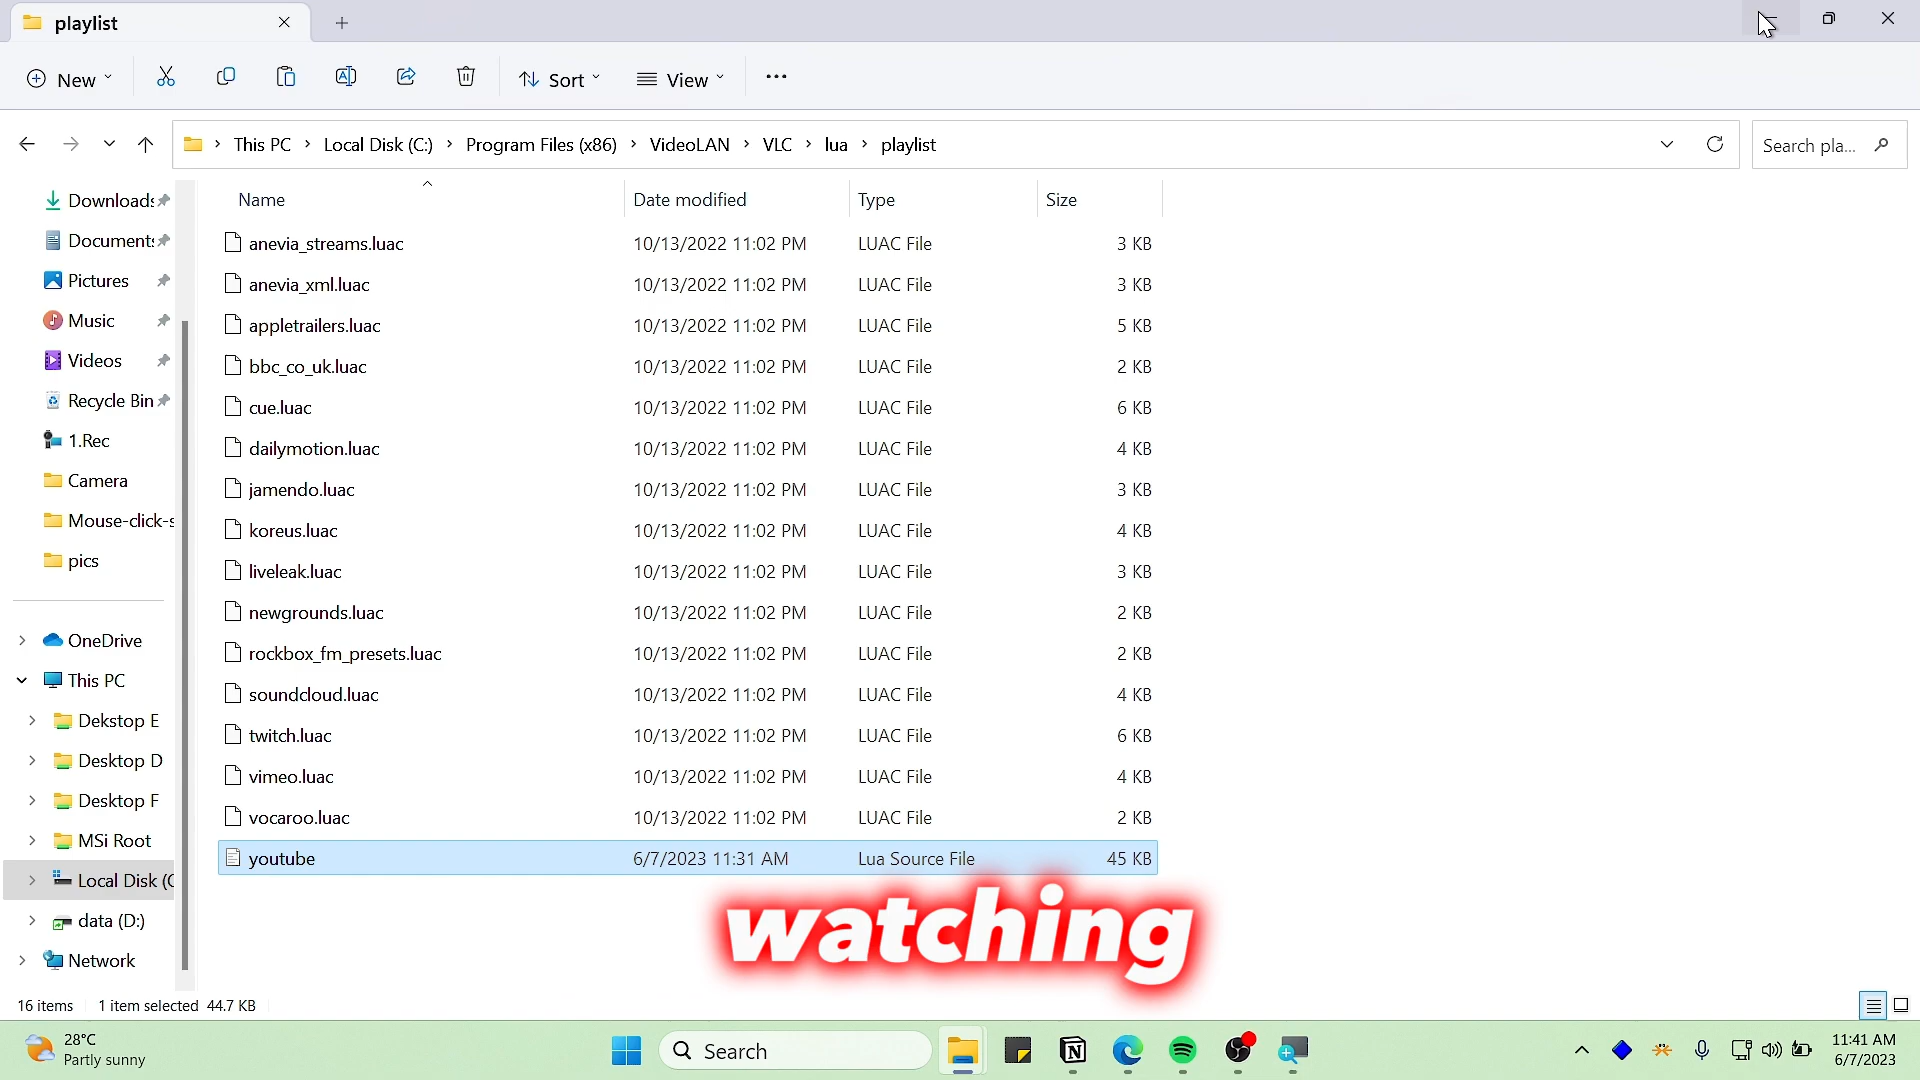 playlist
New
Sort
View
This PC
Local Disk (C:)
Program Files (x86)
VideoLAN
VLC
lua
playlist
Search pla...
Name Date modified Type Size
Downloads
Documents
Pictures
Music
Videos
Recycle Bin
1.Rec
Camera
Mouse-click-s
pics
OneDrive
This PC
Dekstop E
Desktop D
Desktop F
MSi Root
Local Disk (C
data (D:)
Network
anevia_streams.luac 10/13/2022 11:02 PM LUAC File 3 KB
anevia_xml.luac 10/13/2022 11:02 PM LUAC File 3 KB
appletrailers.luac 10/13/2022 11:02 PM LUAC File 5 KB
bbc_co_uk.luac 10/13/2022 11:02 PM LUAC File 2 KB
cue.luac 10/13/2022 11:02 PM LUAC File 6 KB
dailymotion.luac 10/13/2022 11:02 PM LUAC File 4 KB
jamendo.luac 10/13/2022 11:02 PM LUAC File 3 KB
koreus.luac 10/13/2022 11:02 PM LUAC File 4 KB
liveleak.luac 10/13/2022 11:02 PM LUAC File 3 KB
newgrounds.luac 10/13/2022 11:02 PM LUAC File 2 KB
rockbox_fm_presets.luac 10/13/2022 11:02 PM LUAC File 2 KB
soundcloud.luac 10/13/2022 11:02 PM LUAC File 4 KB
twitch.luac 10/13/2022 11:02 PM LUAC File 6 KB
vimeo.luac 10/13/2022 11:02 PM LUAC File 4 KB
vocaroo.luac 10/13/2022 11:02 PM LUAC File 2 KB
youtube 6/7/2023 11:31 AM Lua Source File 45 KB
watching
16 items 1 item selected 44.7 KB
28°C
Partly sunny
Search
11:41 AM
6/7/2023